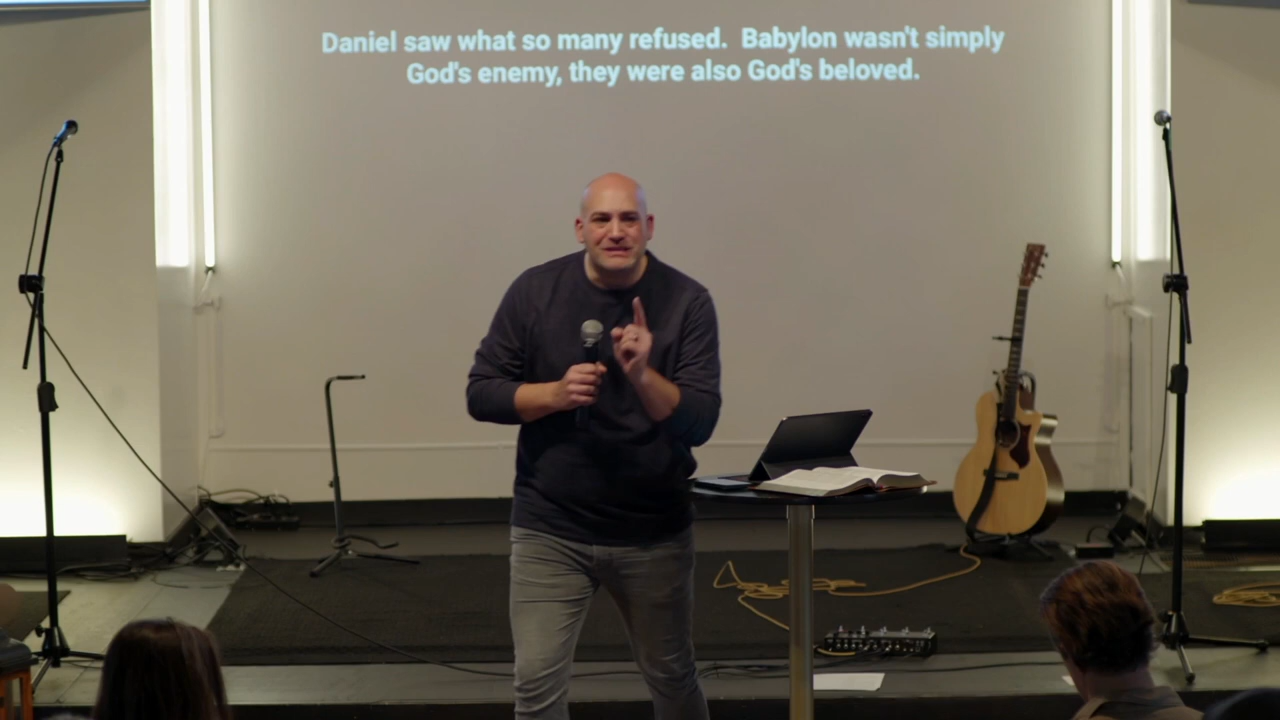 Daniel saw what so many refused.  Babylon wasn't simply
God's enemy, they were also God's beloved.